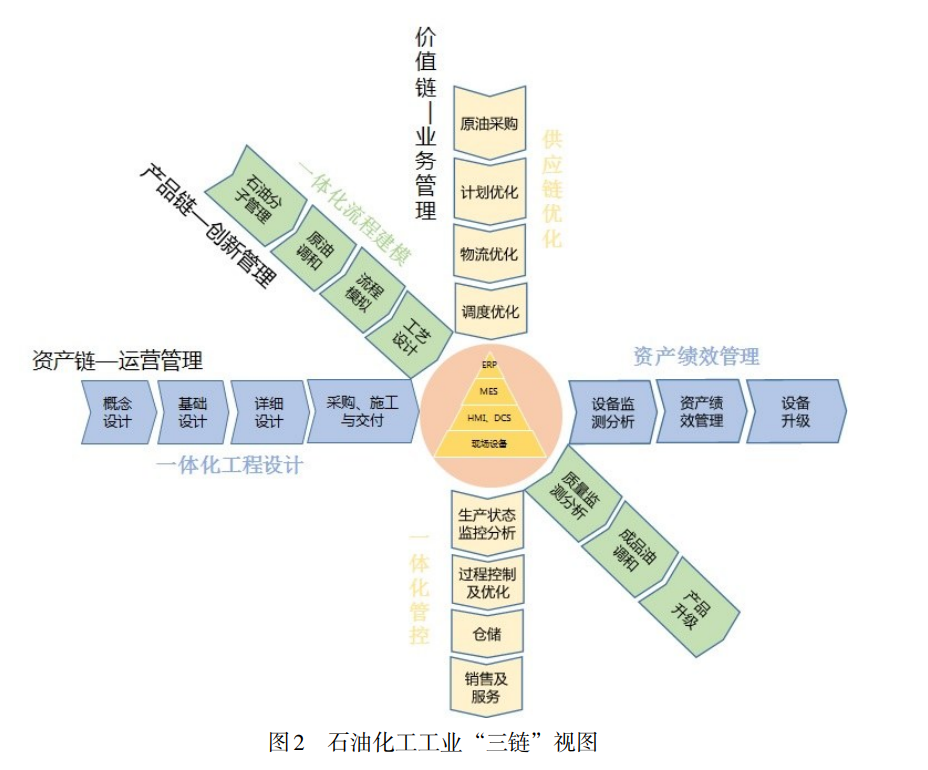 价值链—业务管理
原油采购
计划优化
物流优化
调度优化
供应链优化
产品链—创新管理
一体化流程建模
石油分
子管理
原油
调和
流程
模拟
工艺
设计
资产链—运营管理
概念
设计
基础
设计
详细
设计
采购、施工
与交付
一体化工程设计
ERP
MES
HMI、DCS
现场设备
资产绩效管理
设备监
测分析
资产绩
效管理
设备
升级
质量监
测分析
成品油
调和
产品
升级
一体化管控
生产状态
监控分析
过程控制
及优化
仓储
销售及
服务
图2 石油化工工业“三链”视图